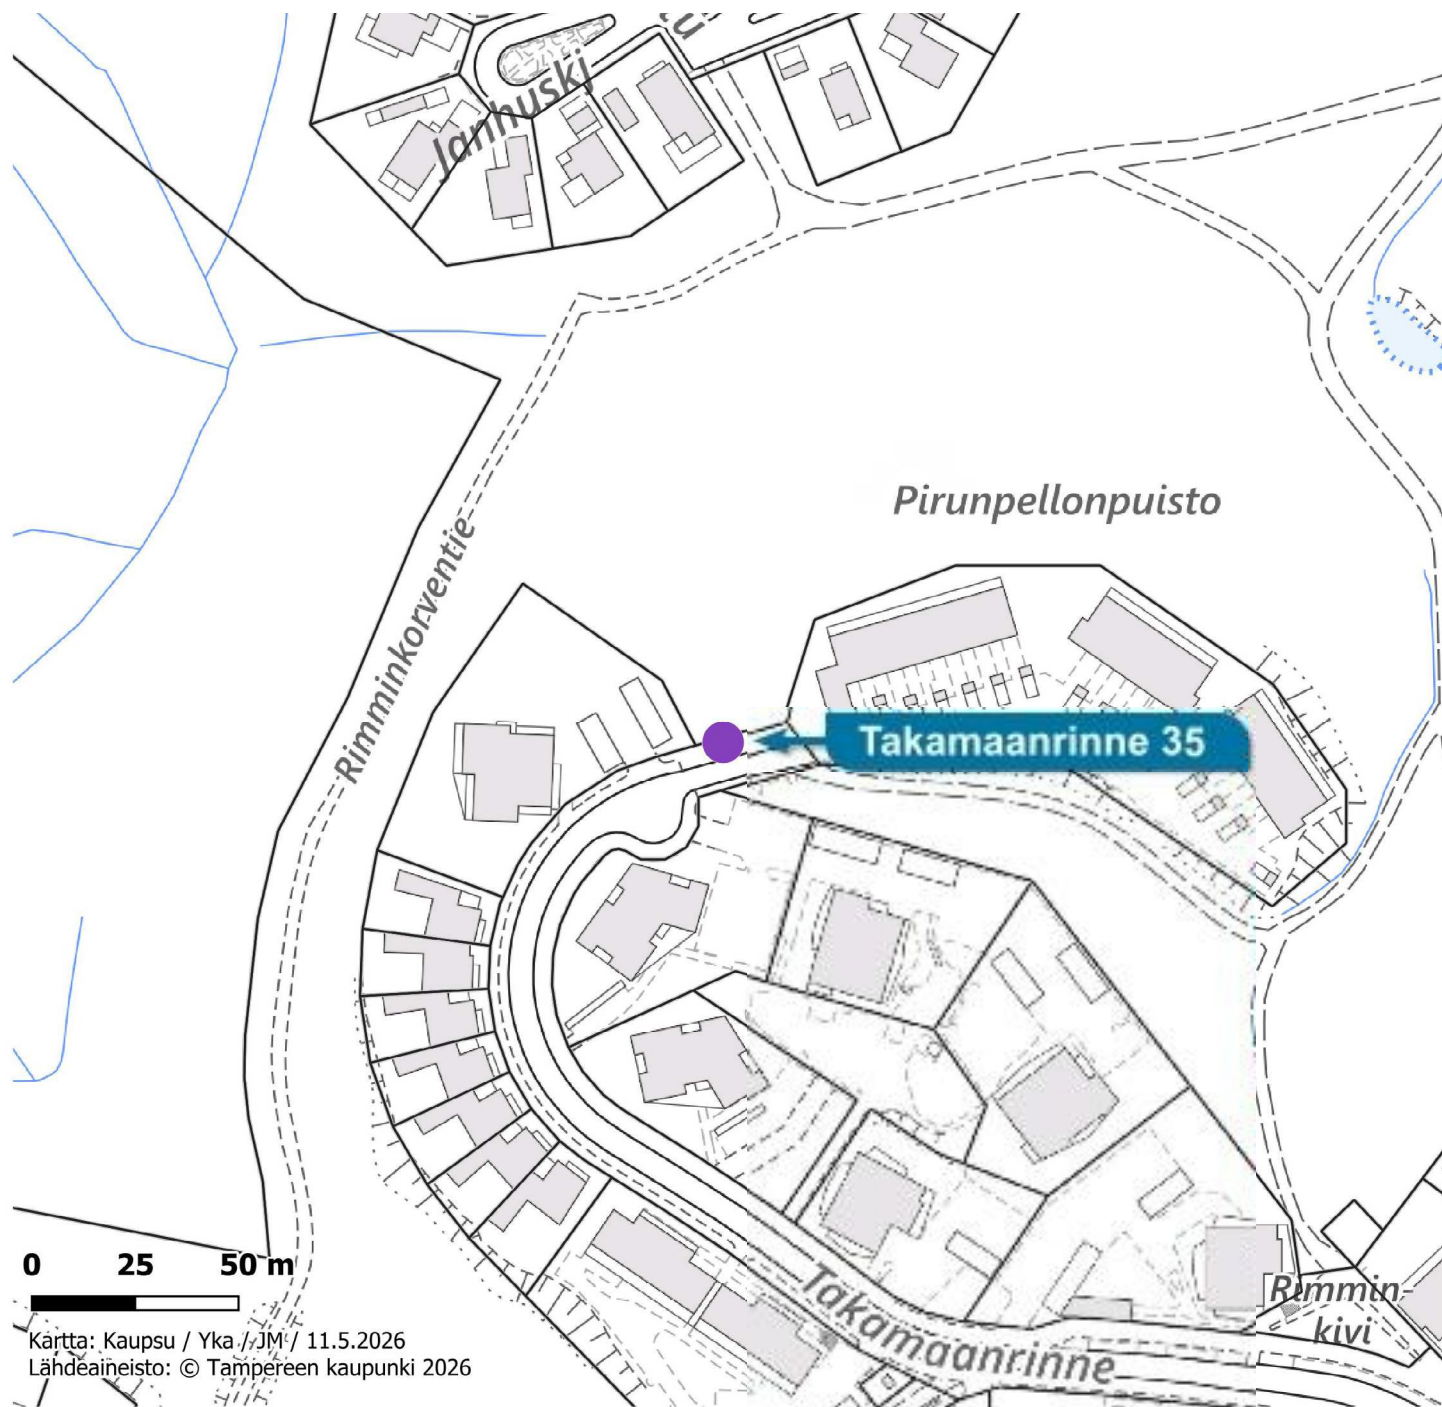 Janhuskj
tu
Pirunpellonpuisto
Rimminkorventie
Takamaanrinne 35
Takamaanrinne
Rimmin-
kivi
0 25 50 m
Kartta: Kaupsu / Yka / JM / 11.5.2026
Lähdeaineisto: © Tampereen kaupunki 2026